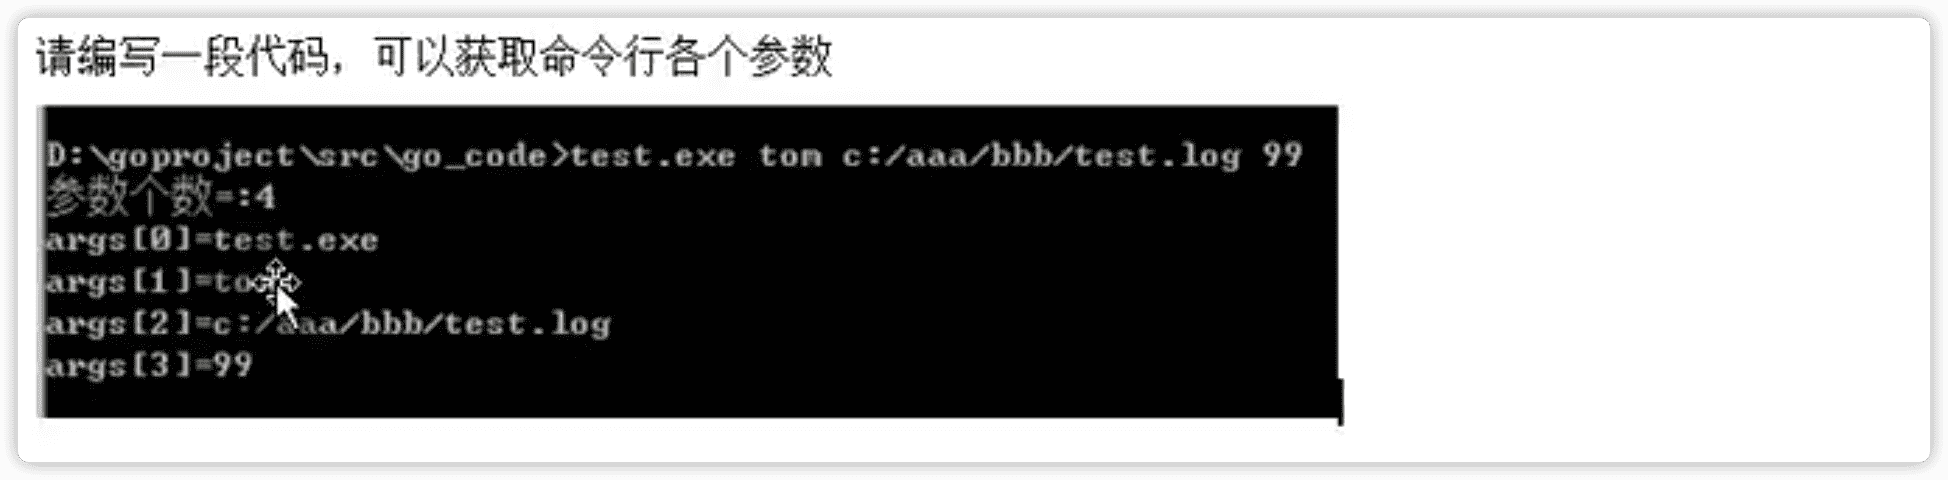 请编写一段代码，可以获取命令行各个参数
D:\goproject\src\go_code>test.exe tom c:/aaa/bbb/test.log 99
参数个数=:4
args[0]=test.exe
args[1]=to
args[2]=c:/aaa/bbb/test.log
args[3]=99